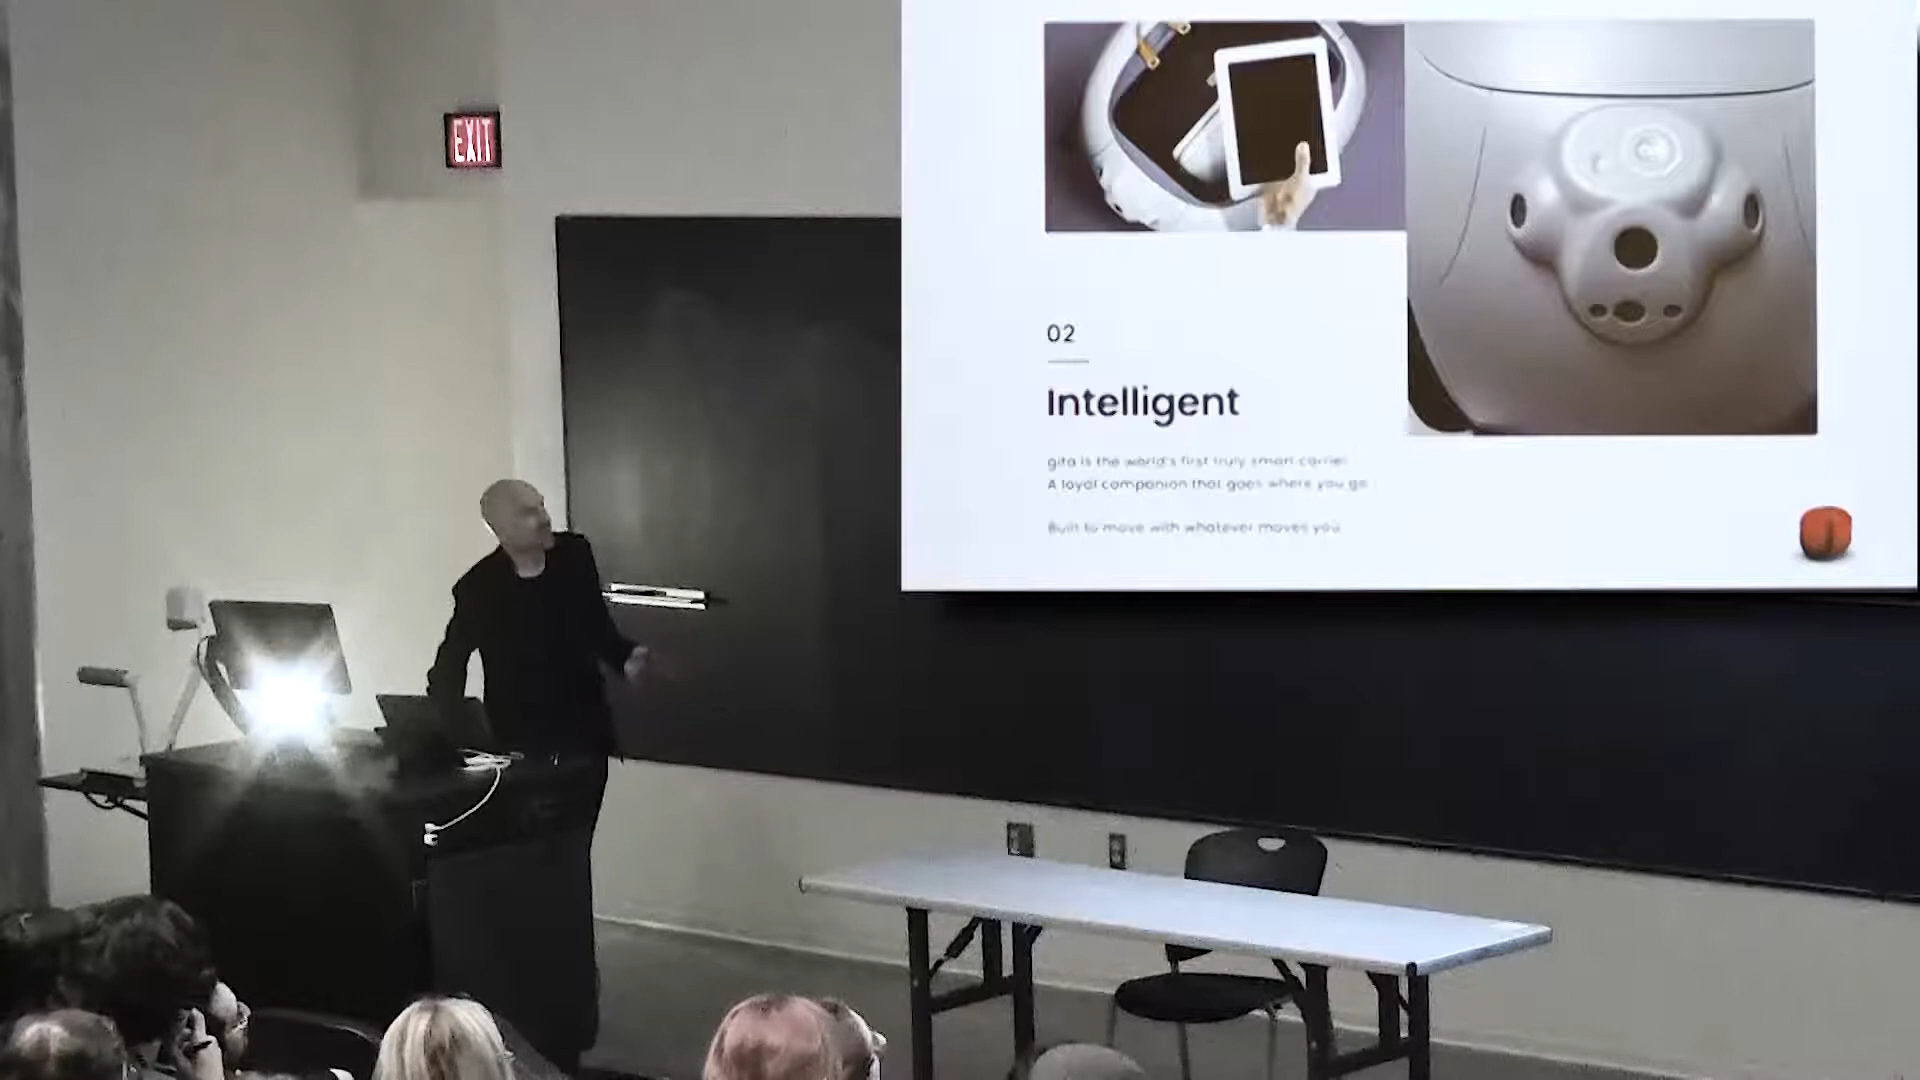 EXIT
02
Intelligent
gita is the world's first truly smart carrier.
A loyal companion that goes where you go.
Built to move with whatever moves you.